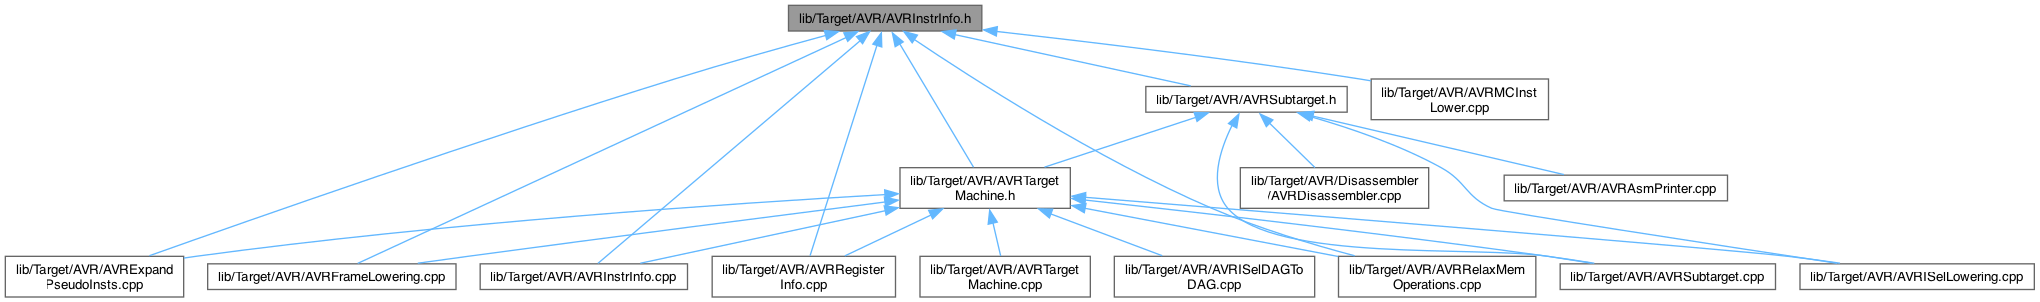 lib/Target/AVR/AVRInstrInfo.h
lib/Target/AVR/AVRMCInst
Lower.cpp
lib/Target/AVR/AVRSubtarget.h
lib/Target/AVR/AVRTarget
Machine.h
lib/Target/AVR/Disassembler
/AVRDisassembler.cpp
lib/Target/AVR/AVRAsmPrinter.cpp
lib/Target/AVR/AVRExpand
PseudoInsts.cpp
lib/Target/AVR/AVRFrameLowering.cpp
lib/Target/AVR/AVRInstrInfo.cpp
lib/Target/AVR/AVRRegister
Info.cpp
lib/Target/AVR/AVRTarget
Machine.cpp
lib/Target/AVR/AVRISelDAGTo
DAG.cpp
lib/Target/AVR/AVRRelaxMem
Operations.cpp
lib/Target/AVR/AVRSubtarget.cpp
lib/Target/AVR/AVRISelLowering.cpp